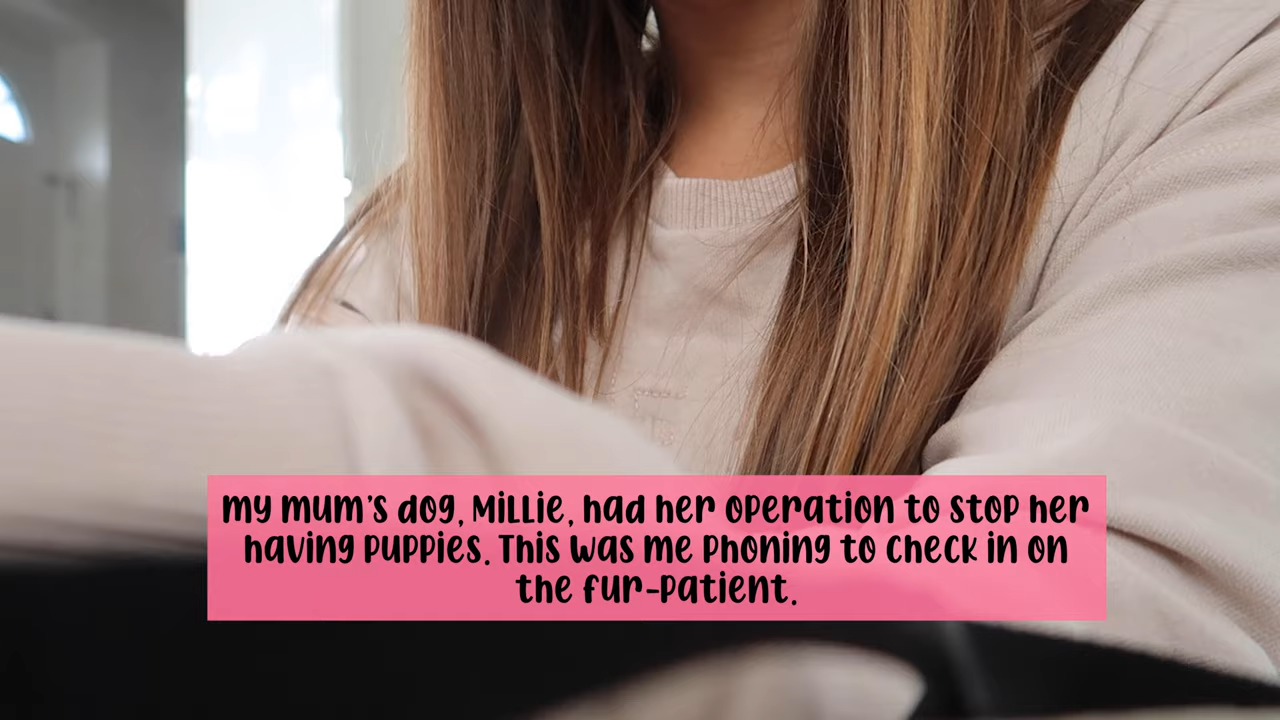 my mum's dog, Millie, had her operation to stop her
having puppies. This was me phoning to check in on
the fur-patient.